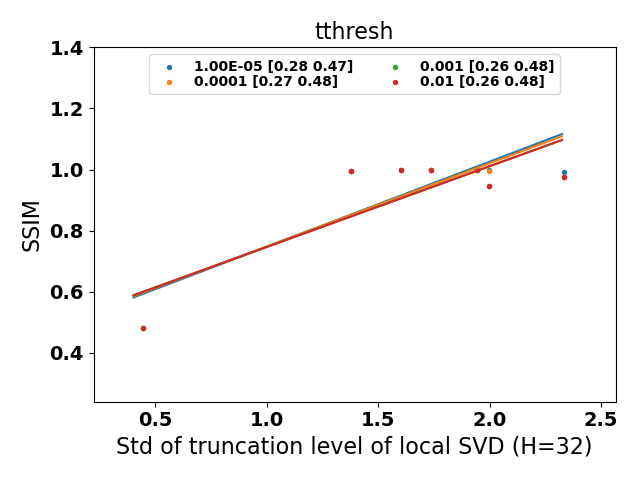 tthresh
1.4
1.00E-05 [0.28 0.47]
0.0001 [0.27 0.48]
0.001 [0.26 0.48]
0.01 [0.26 0.48]
1.2
1.0
0.8
0.6
0.4
SSIM
0.5 1.0 1.5 2.0 2.5
Std of truncation level of local SVD (H=32)